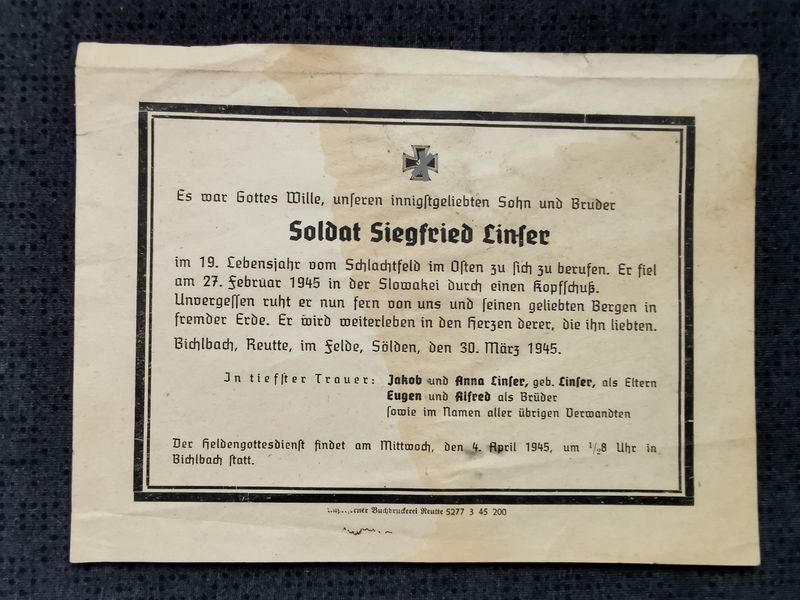 Es war Gottes Wille, unseren innigstgeliebten Sohn und Bruder
Soldat Siegfried Linser
im 19. Lebensjahr vom Schlachtfeld im Osten zu sich zu berufen. Er fiel
am 27. Februar 1945 in der Slowakei durch einen Kopfschuß.
Unvergessen ruht er nun fern von uns und seinen geliebten Bergen in
fremder Erde. Er wird weiterleben in den Herzen derer, die ihn liebten.
Bichlbach, Reutte, im Felde, Sölden, den 30. März 1945.
In tiefster Trauer: Jakob und Anna Linser, geb. Linser, als Eltern
Eugen und Alfred als Brüder
sowie im Namen aller übrigen Verwandten
Der Heldengottesdienst findet am Mittwoch, den 4. April 1945, um 1/28 Uhr in
Bichlbach statt.
Buchdruckerei Reutte 5277 3 45 200